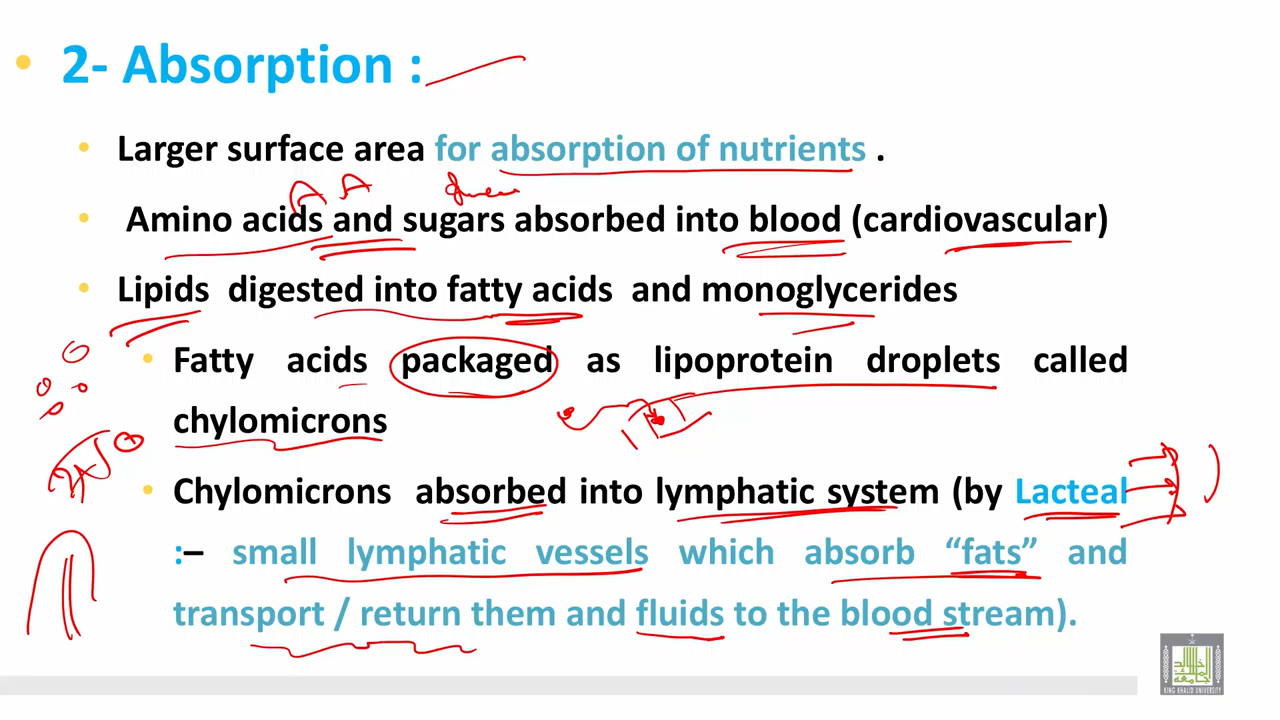 • 2- Absorption :
• Larger surface area for absorption of nutrients .
A A
• Amino acids and sugars absorbed into blood (cardiovascular)
• Lipids digested into fatty acids and monoglycerides
• Fatty acids packaged as lipoprotein droplets called
chylomicrons
• Chylomicrons absorbed into lymphatic system (by Lacteal
:– small lymphatic vessels which absorb “fats” and
transport / return them and fluids to the blood stream).
KING KHALID UNIVERSITY